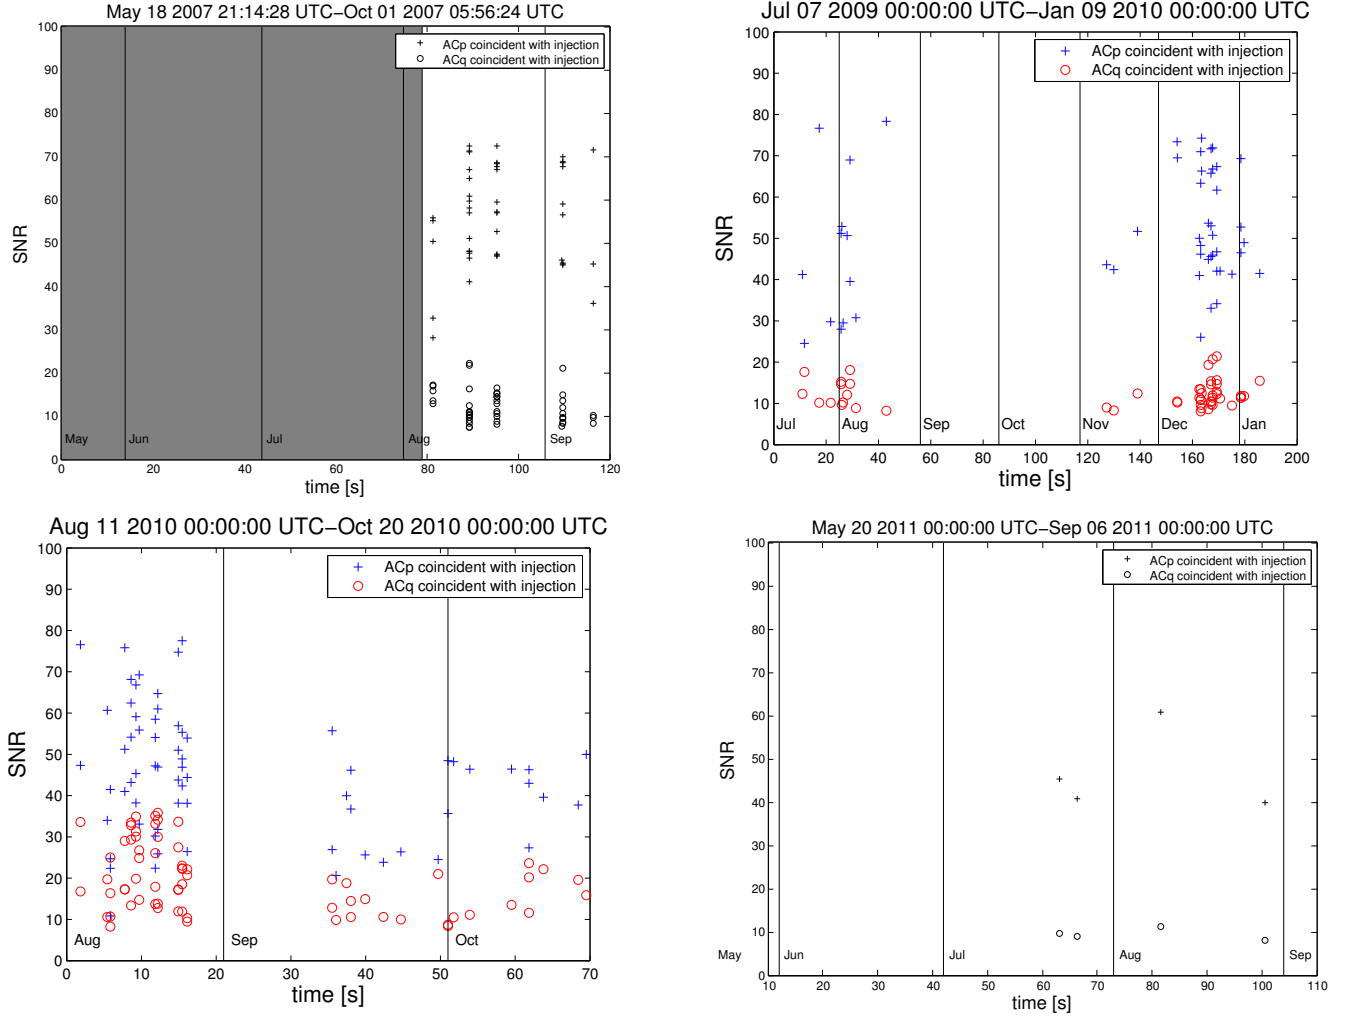 May 18 2007 21:14:28 UTC−Oct 01 2007 05:56:24 UTC
ACp coincident with injection
ACq coincident with injection
SNR
100
90
80
70
60
50
40
30
20
10
0
May
Jun
Jul
Aug
Sep
0 20 40 60 80 100 120
time [s]
Jul 07 2009 00:00:00 UTC−Jan 09 2010 00:00:00 UTC
ACp coincident with injection
ACq coincident with injection
SNR
100
90
80
70
60
50
40
30
20
10
0
Jul
Aug
Sep
Oct
Nov
Dec
Jan
0 20 40 60 80 100 120 140 160 180 200
time [s]
Aug 11 2010 00:00:00 UTC−Oct 20 2010 00:00:00 UTC
ACp coincident with injection
ACq coincident with injection
SNR
100
90
80
70
60
50
40
30
20
10
0
Aug
Sep
Oct
0 10 20 30 40 50 60 70
time [s]
May 20 2011 00:00:00 UTC−Sep 06 2011 00:00:00 UTC
ACp coincident with injection
ACq coincident with injection
SNR
100
90
80
70
60
50
40
30
20
10
0
May
Jun
Jul
Aug
Sep
10 20 30 40 50 60 70 80 90 100 110
time [s]